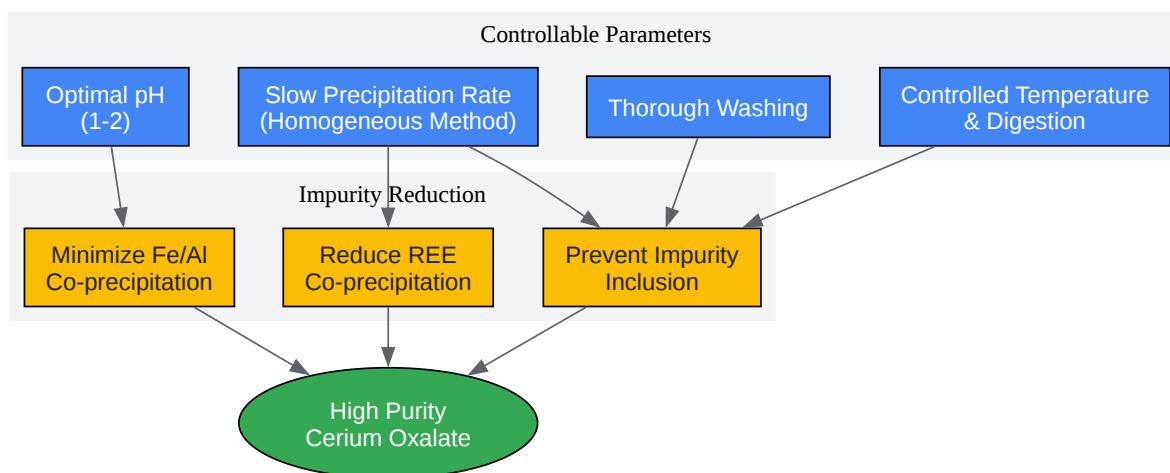 Controllable Parameters
Optimal pH
(1-2)
Slow Precipitation Rate
(Homogeneous Method)
Thorough Washing
Controlled Temperature
& Digestion
Impurity Reduction
Minimize Fe/Al
Co-precipitation
Reduce REE
Co-precipitation
Prevent Impurity
Inclusion
High Purity
Cerium Oxalate